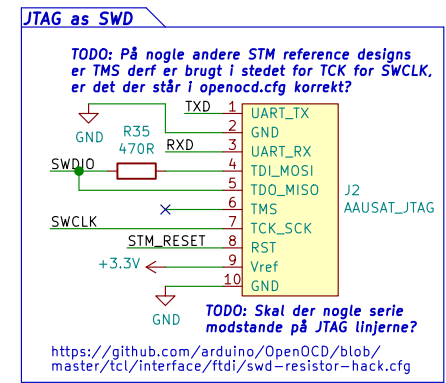 JTAG as SWD
TODO: På nogle andre STM reference designs
er TMS derf er brugt i stedet for TCK for SWCLK,
er det der står i openocd.cfg korrekt?
TXD
1
UART_TX
GND
2
GND
R35
470R
RXD
3
UART_RX
SWDIO
4
TDI_MOSI
5
TDO_MISO
J2
AAUSAT_JTAG
6
TMS
SWCLK
7
TCK_SCK
STM_RESET
8
RST
+3.3V
9
Vref
10
GND
GND
TODO: Skal der nogle serie
modstande på JTAG linjerne?
https://github.com/arduino/OpenOCD/blob/
master/tcl/interface/ftdi/swd-resistor-hack.cfg